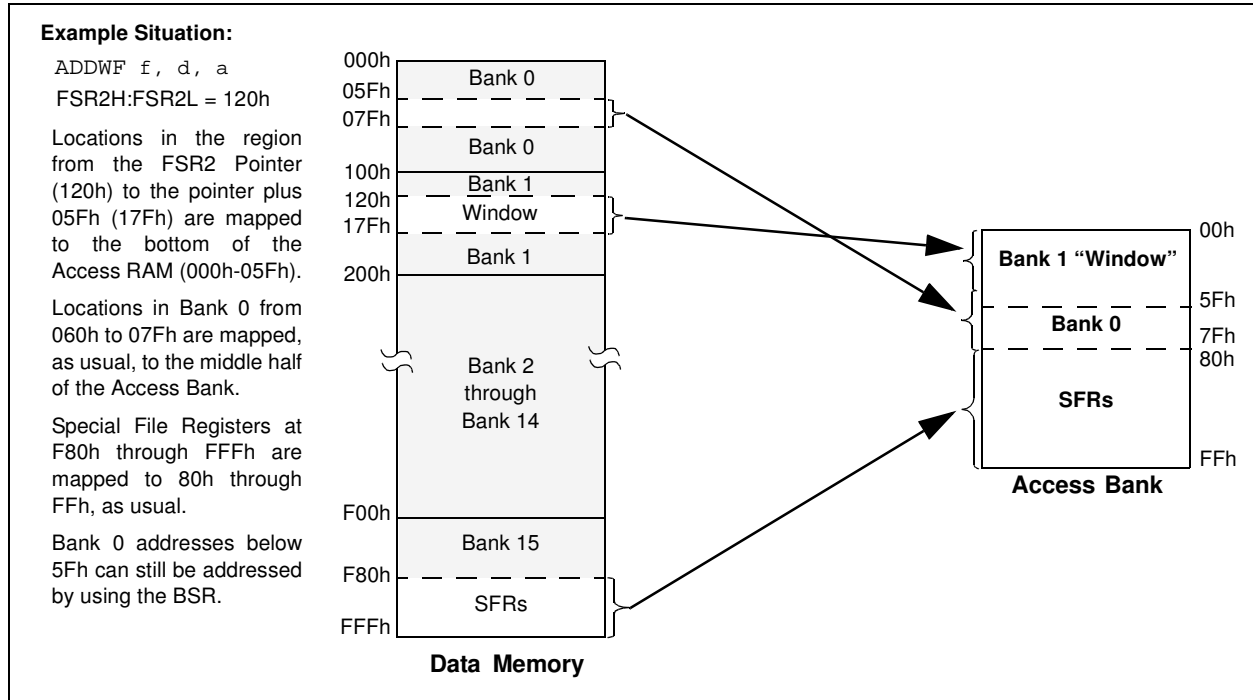 Example Situation:
ADDWF f, d, a
FSR2H:FSR2L = 120h
Locations in the region
from the FSR2 Pointer
(120h) to the pointer plus
05Fh (17Fh) are mapped
to the bottom of the
Access RAM (000h-05Fh).
Locations in Bank 0 from
060h to 07Fh are mapped,
as usual, to the middle half
of the Access Bank.
Special File Registers at
F80h through FFFh are
mapped to 80h through
FFh, as usual.
Bank 0 addresses below
5Fh can still be addressed
by using the BSR.
000h
Bank 0
05Fh
07Fh
Bank 0
100h
Bank 1
120h
Window
17Fh
Bank 1
200h
Bank 2
through
Bank 14
F00h
Bank 15
F80h
SFRs
FFFh
Data Memory
00h
Bank 1 “Window”
5Fh
Bank 0
7Fh
80h
SFRs
FFh
Access Bank